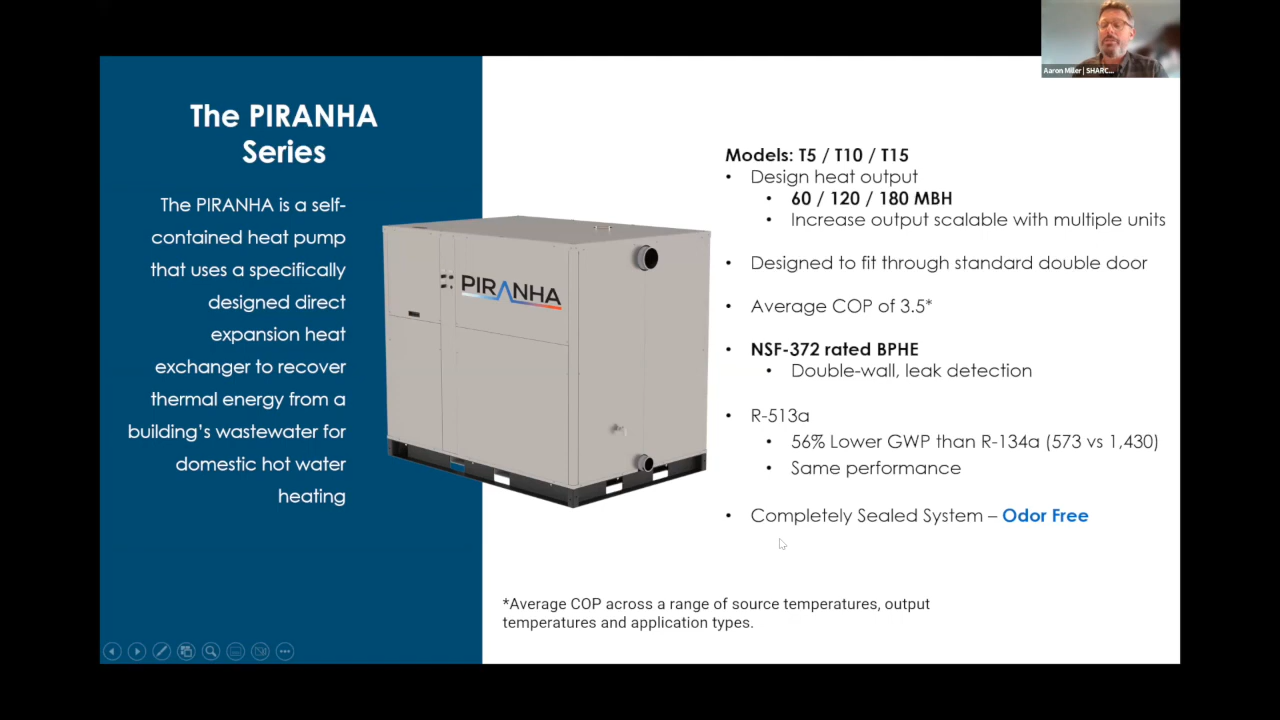 Aaron Miller | SHARC...
The PIRANHA
Series
The PIRANHA is a self-
contained heat pump
that uses a specifically
designed direct
expansion heat
exchanger to recover
thermal energy from a
building's wastewater for
domestic hot water
heating
PIRANHA
Models: T5 / T10 / T15
• Design heat output
• 60 / 120 / 180 MBH
• Increase output scalable with multiple units
• Designed to fit through standard double door
• Average COP of 3.5*
• NSF-372 rated BPHE
• Double-wall, leak detection
• R-513a
• 56% Lower GWP than R-134a (573 vs 1,430)
• Same performance
• Completely Sealed System – Odor Free
*Average COP across a range of source temperatures, output
temperatures and application types.